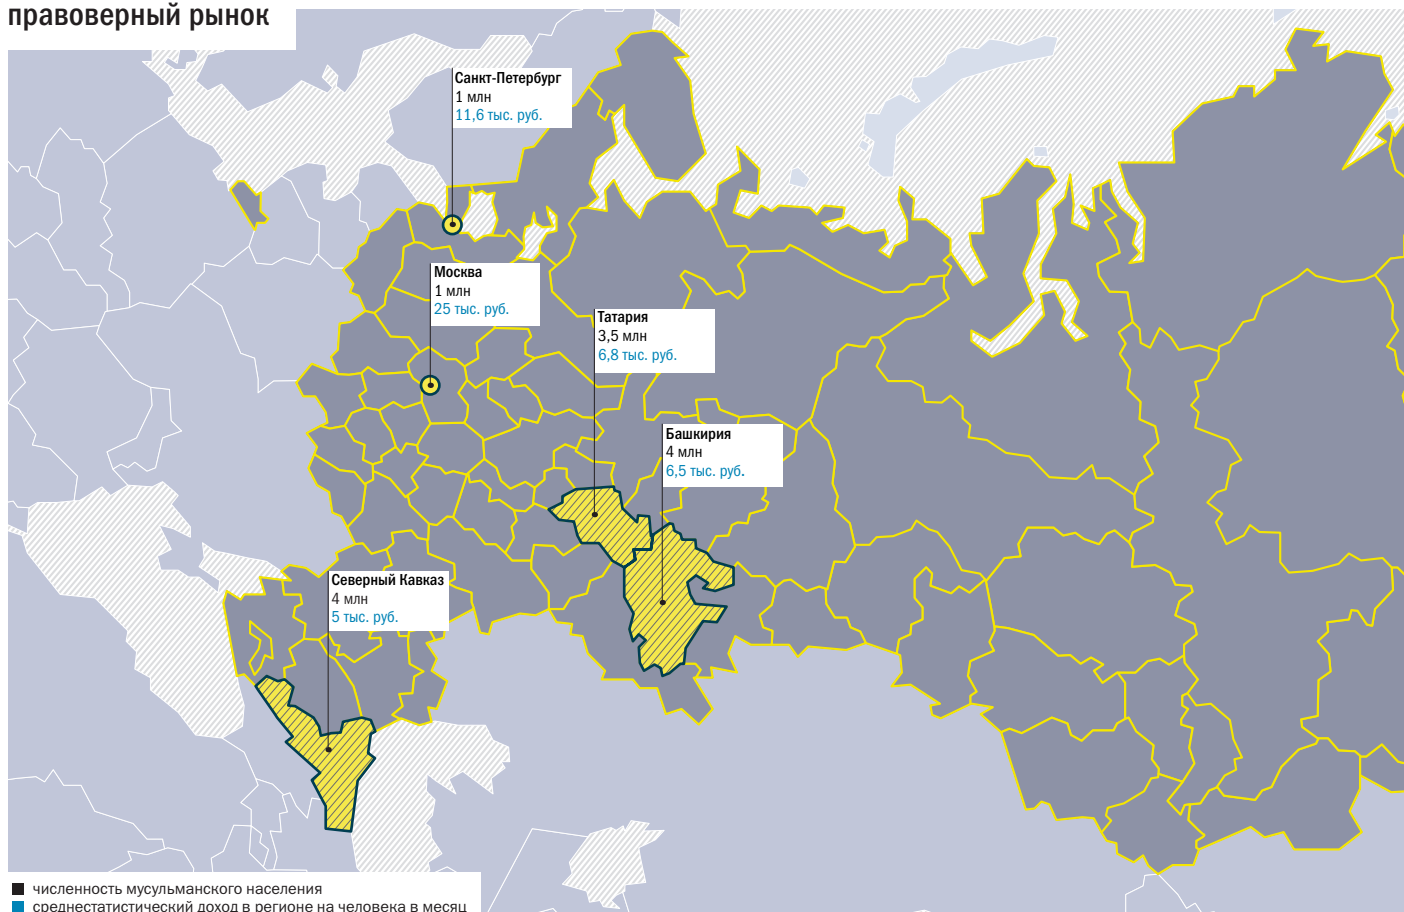 правоверный рынок
Санкт-Петербург
1 млн
11,6 тыс. руб.
Москва
1 млн
25 тыс. руб.
Татария
3,5 млн
6,8 тыс. руб.
Башкирия
4 млн
6,5 тыс. руб.
Северный Кавказ
4 млн
5 тыс. руб.
численность мусульманского населения
среднестатистический доход в регионе на человека в месяц